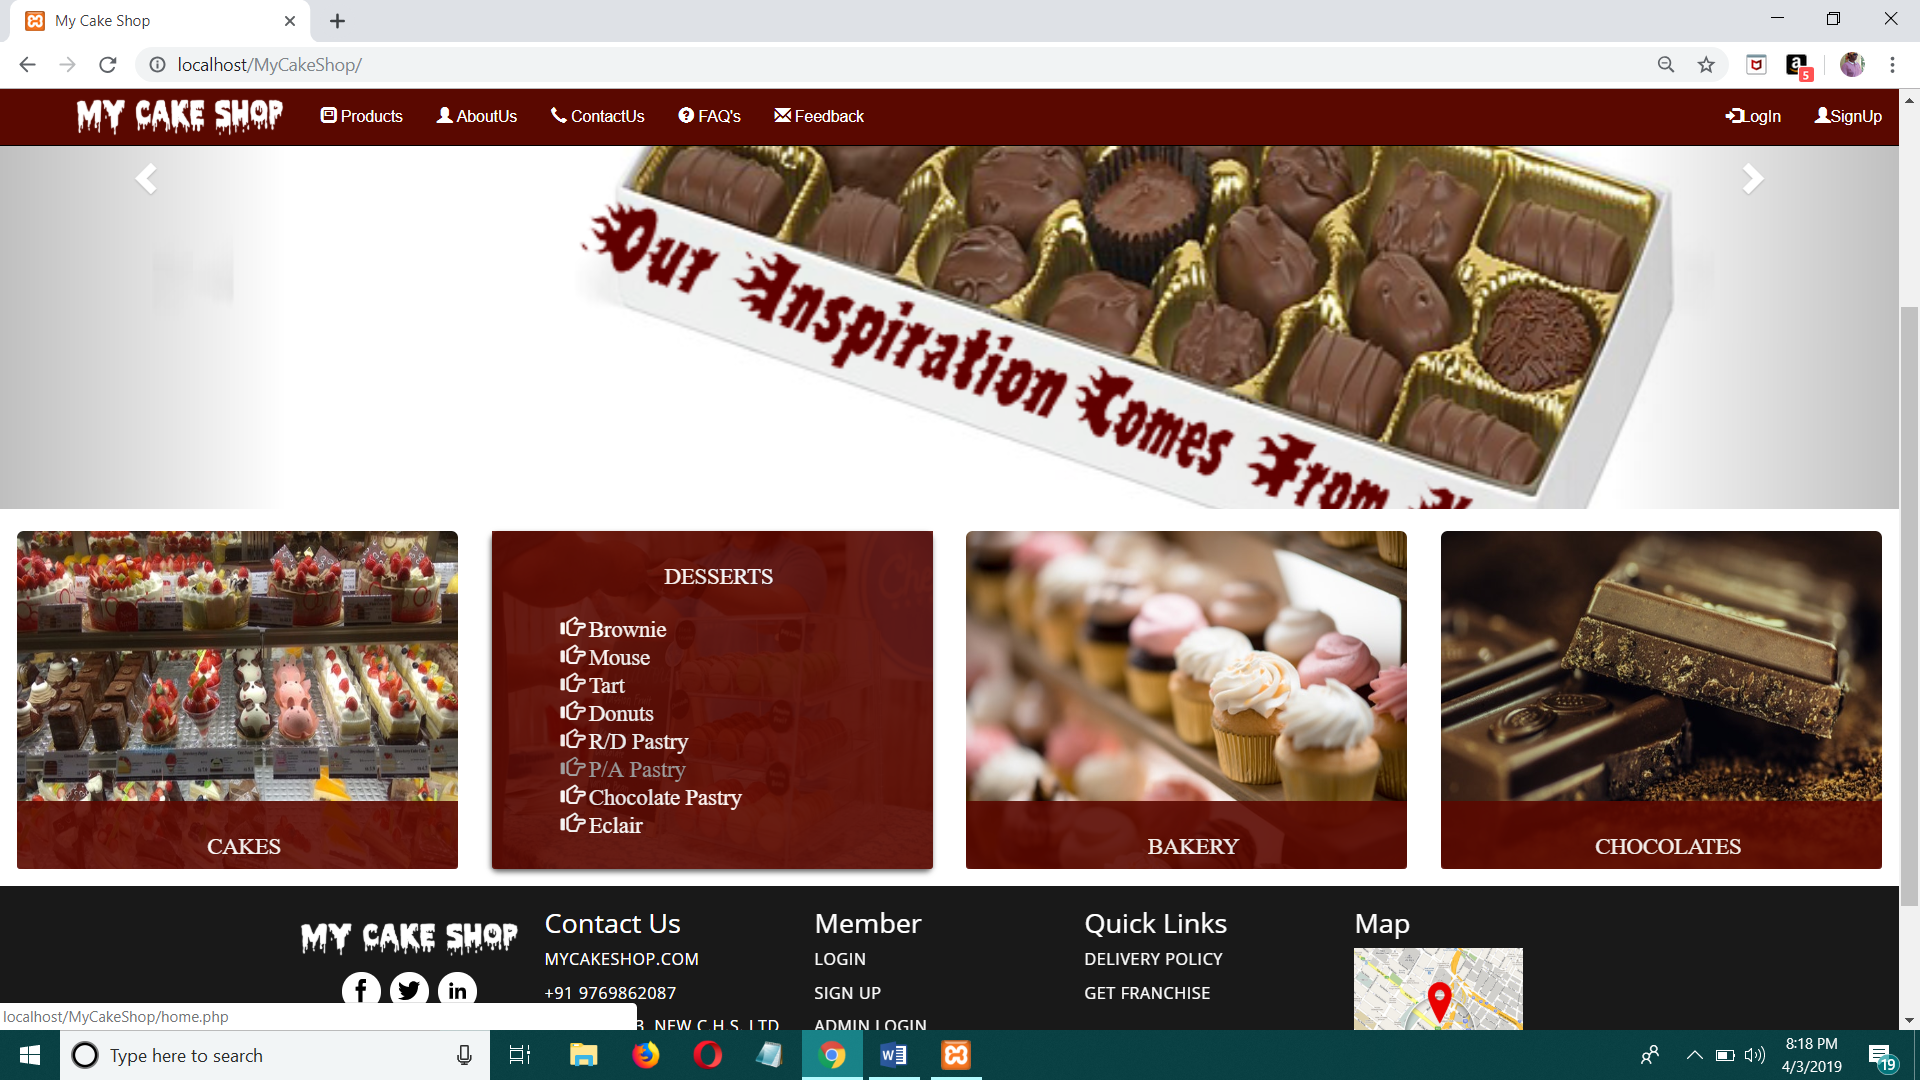 My Cake Shop
localhost/MyCakeShop/
5
MY CAKE SHOP
Products
AboutUs
ContactUs
FAQ's
Feedback
LogIn
SignUp
Our Inspiration Comes From
CAKES
DESSERTS
Brownie
Mouse
Tart
Donuts
R/D Pastry
P/A Pastry
Chocolate Pastry
Eclair
BAKERY
CHOCOLATES
MY CAKE SHOP
Contact Us
MYCAKESHOP.COM
+91 9769862087
NEW C.H.S. LTD
Member
LOGIN
SIGN UP
ADMIN LOGIN
Quick Links
DELIVERY POLICY
GET FRANCHISE
Map
localhost/MyCakeShop/home.php
Type here to search
8:18 PM
4/3/2019
19